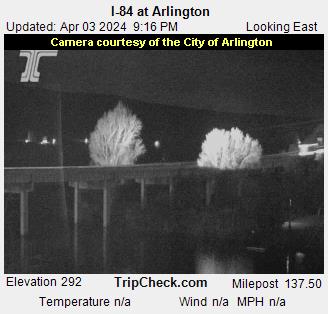 I-84 at Arlington
Updated: Apr 03 2024 9:16 PM Looking East
Camera courtesy of the City of Arlington
Elevation 292 TripCheck.com Milepost 137.50
Temperature n/a Wind n/a MPH n/a